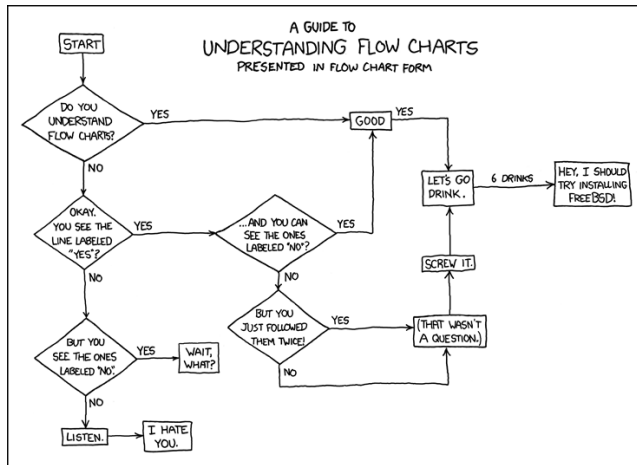 A GUIDE TO
UNDERSTANDING FLOW CHARTS
PRESENTED IN FLOW CHART FORM
START
DO YOU
UNDERSTAND
FLOW CHARTS?
YES
GOOD
YES
NO
LET'S GO
DRINK.
6 DRINKS
HEY, I SHOULD
TRY INSTALLING
FREEBSD!
OKAY.
YOU SEE THE
LINE LABELED
"YES"?
YES
...AND YOU CAN
SEE THE ONES
LABELED "NO"?
YES
SCREW IT.
NO
NO
BUT YOU
JUST FOLLOWED
THEM TWICE!
YES
(THAT WASN'T
A QUESTION.)
NO
BUT YOU
SEE THE ONES
LABELED "NO".
YES
WAIT,
WHAT?
NO
LISTEN.
I HATE
YOU.